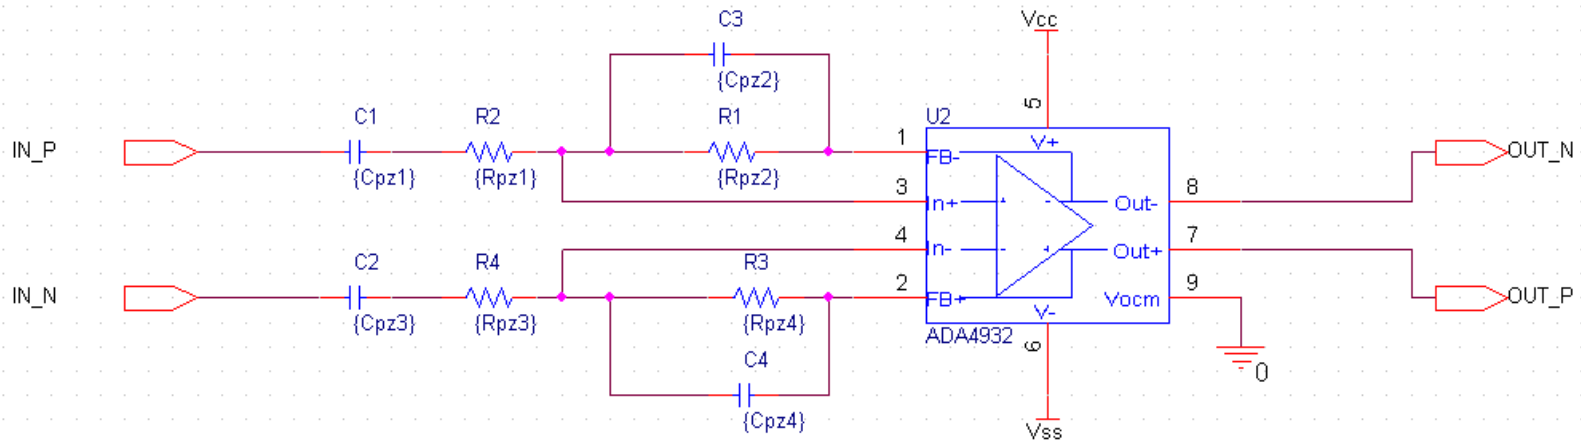 Vcc
C3
{Cpz2}
5
U2
C1
R2
R1
1
V+
IN_P
FB-
OUT_N
{Cpz1}
{Rpz1}
{Rpz2}
3
8
In+
Out-
4
7
In-
Out+
C2
R4
R3
2
9
IN_N
FB+
Vocm
OUT_P
{Cpz3}
{Rpz3}
{Rpz4}
V-
ADA4932
6
C4
0
{Cpz4}
Vss